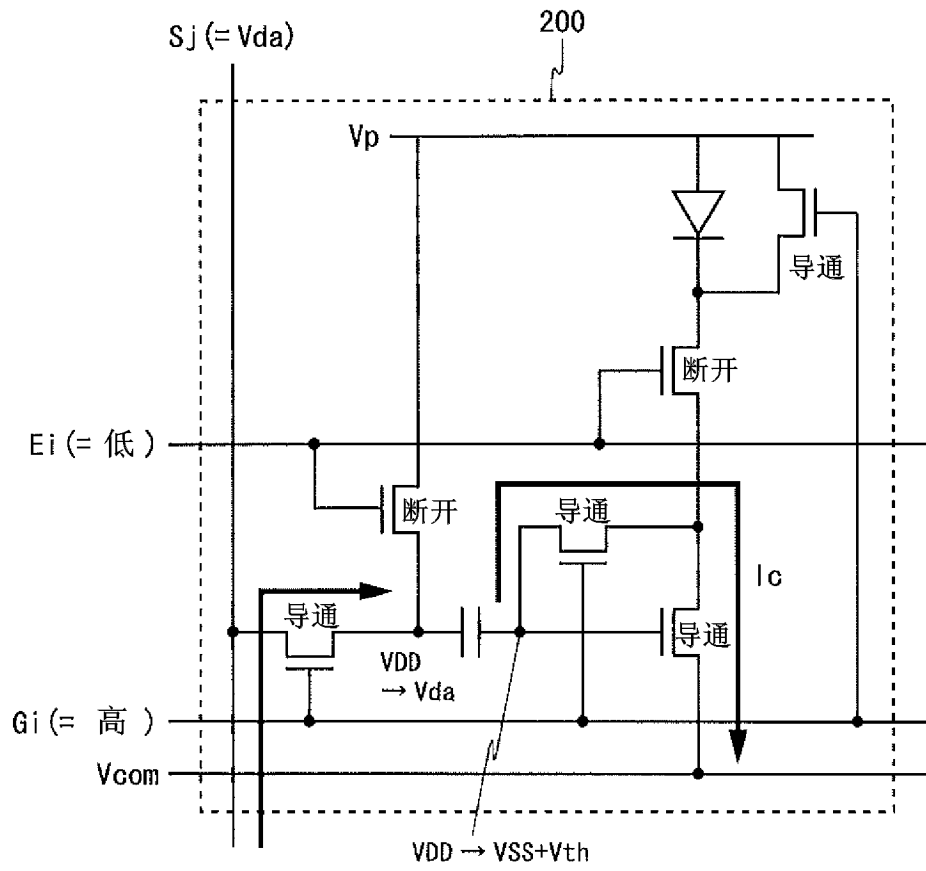 200
Sj(=Vda)
Vp
导通
断开
Ei(= 低 )
断开
导通
Ic
导通
导通
VDD
→ Vda
Gi(= 高 )
Vcom
VDD → VSS+Vth